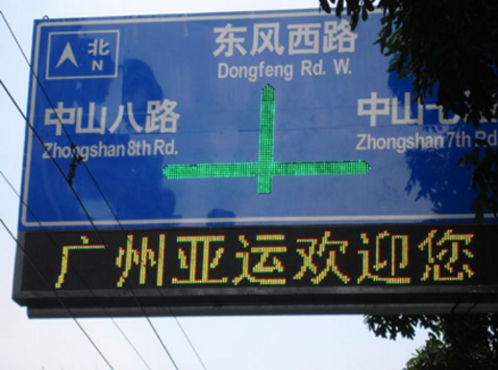 北
N
东风西路
Dongfeng Rd. W.
中山八路
Zhongshan 8th Rd.
中山七
Zhongshan 7th Rd.
广州亚运欢迎您